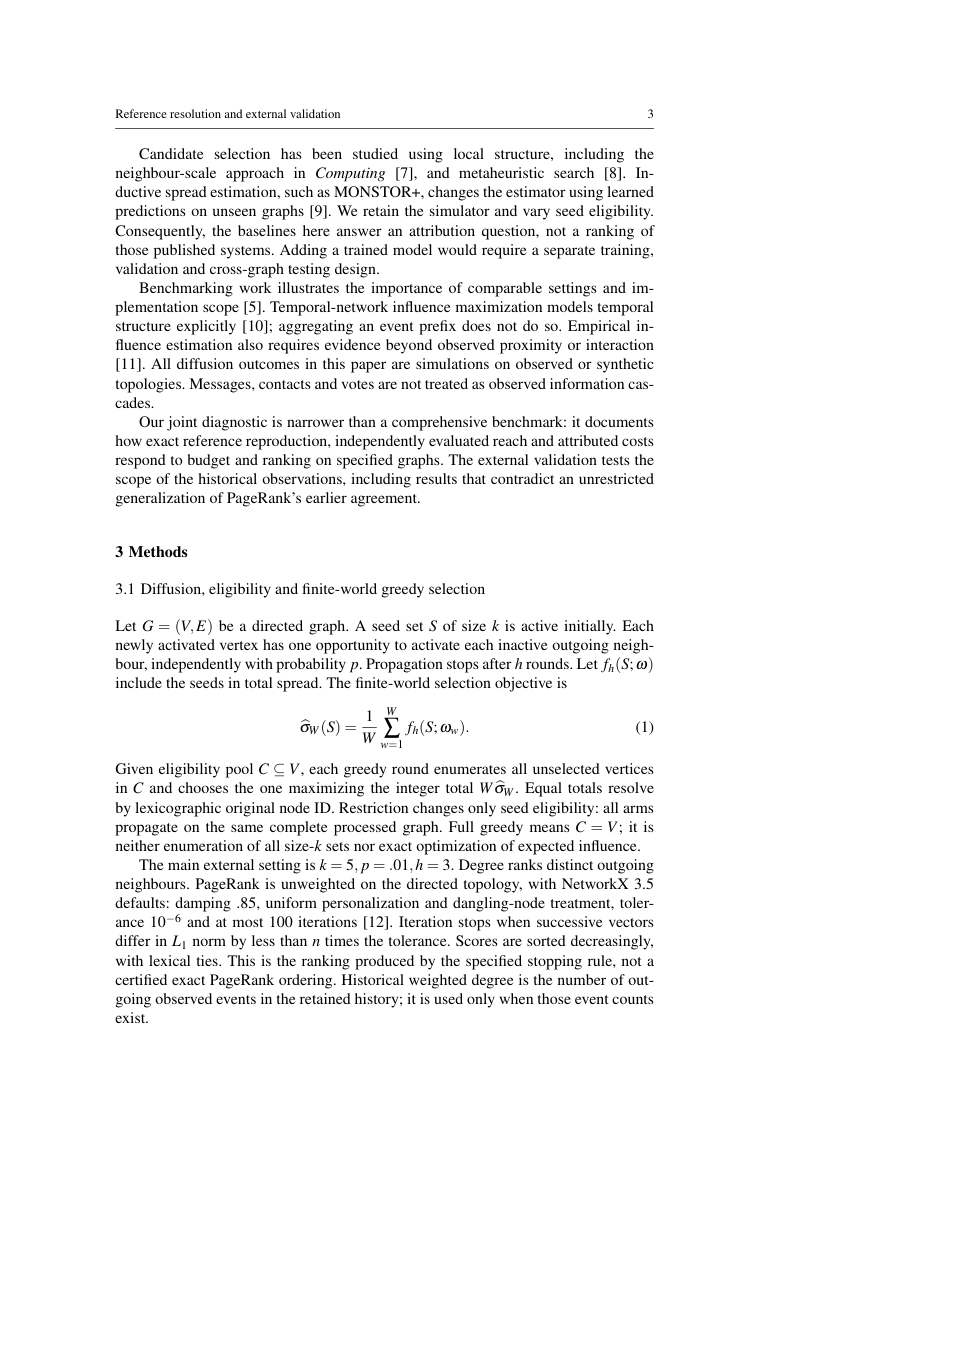 Reference resolution and external validation 3
Candidate selection has been studied using local structure, including the
neighbour-scale approach in Computing [7], and metaheuristic search [8]. In-
ductive spread estimation, such as MONSTOR+, changes the estimator using learned
predictions on unseen graphs [9]. We retain the simulator and vary seed eligibility.
Consequently, the baselines here answer an attribution question, not a ranking of
those published systems. Adding a trained model would require a separate training,
validation and cross-graph testing design.
Benchmarking work illustrates the importance of comparable settings and im-
plementation scope [5]. Temporal-network influence maximization models temporal
structure explicitly [10]; aggregating an event prefix does not do so. Empirical in-
fluence estimation also requires evidence beyond observed proximity or interaction
[11]. All diffusion outcomes in this paper are simulations on observed or synthetic
topologies. Messages, contacts and votes are not treated as observed information cas-
cades.
Our joint diagnostic is narrower than a comprehensive benchmark: it documents
how exact reference reproduction, independently evaluated reach and attributed costs
respond to budget and ranking on specified graphs. The external validation tests the
scope of the historical observations, including results that contradict an unrestricted
generalization of PageRank's earlier agreement.
3 Methods
3.1 Diffusion, eligibility and finite-world greedy selection
Let G = (V, E) be a directed graph. A seed set S of size k is active initially. Each
newly activated vertex has one opportunity to activate each inactive outgoing neigh-
bour, independently with probability p. Propagation stops after h rounds. Let f_h(S; ω)
include the seeds in total spread. The finite-world selection objective is
σ̂_W(S) = 1/W ∑_{w=1}^{W} f_h(S; ω_w). (1)
Given eligibility pool C ⊆ V, each greedy round enumerates all unselected vertices
in C and chooses the one maximizing the integer total Wσ̂_W. Equal totals resolve
by lexicographic original node ID. Restriction changes only seed eligibility: all arms
propagate on the same complete processed graph. Full greedy means C = V; it is
neither enumeration of all size-k sets nor exact optimization of expected influence.
The main external setting is k = 5, p = .01, h = 3. Degree ranks distinct outgoing
neighbours. PageRank is unweighted on the directed topology, with NetworkX 3.5
defaults: damping .85, uniform personalization and dangling-node treatment, toler-
ance 10⁻⁶ and at most 100 iterations [12]. Iteration stops when successive vectors
differ in L₁ norm by less than n times the tolerance. Scores are sorted decreasingly,
with lexical ties. This is the ranking produced by the specified stopping rule, not a
certified exact PageRank ordering. Historical weighted degree is the number of out-
going observed events in the retained history; it is used only when those event counts
exist.